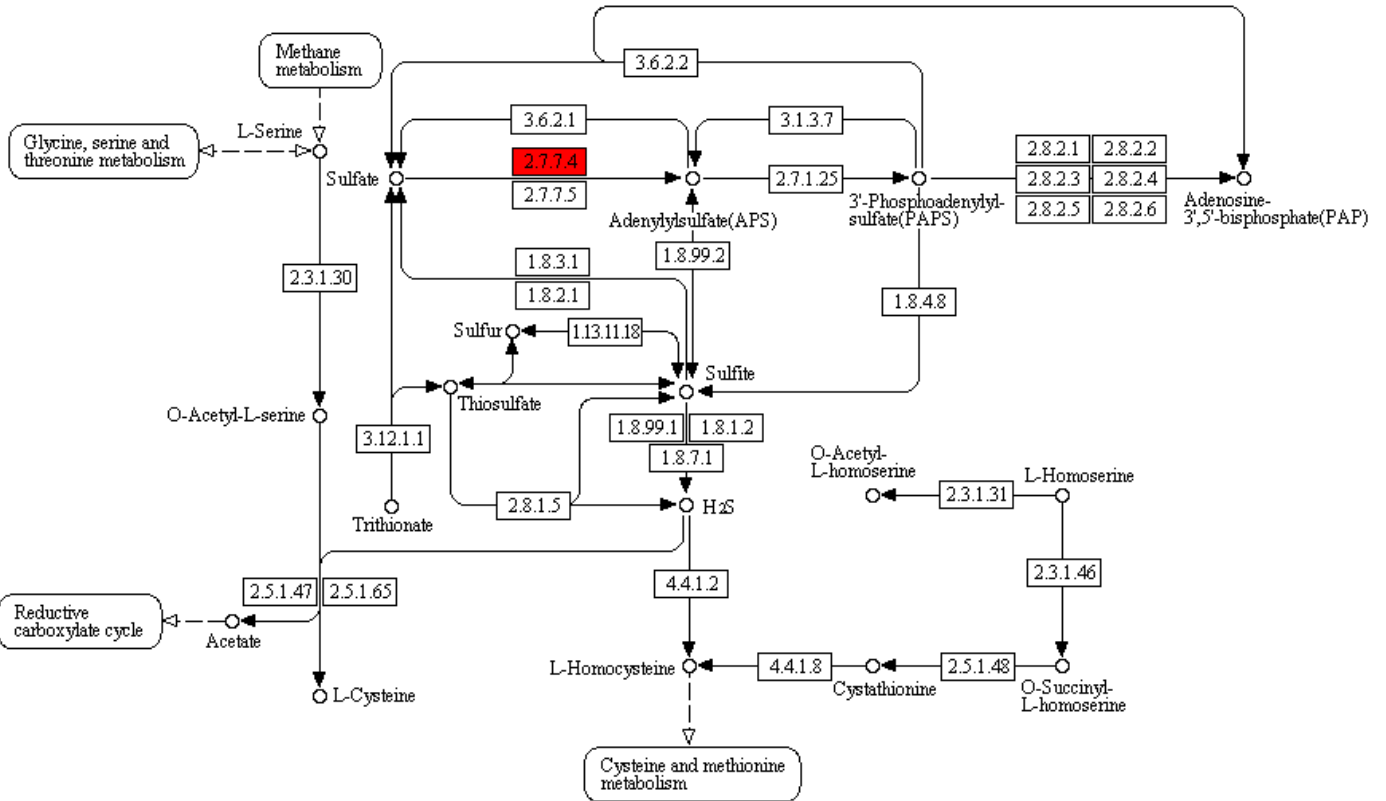 3.6.2.2
Methane
metabolism
3.6.2.1
3.1.3.7
L-Serine
Glycine, serine and
threonine metabolism
2.7.7.4
2.8.2.1
2.8.2.2
Sulfate
2.7.7.5
2.7.1.25
2.8.2.3
2.8.2.4
Adenylylsulfate(APS)
3'-Phosphoadenylyl-
sulfate(PAPS)
2.8.2.5
2.8.2.6
Adenosine-
3',5'-bisphosphate(PAP)
1.8.99.2
2.3.1.30
1.8.3.1
1.8.2.1
1.8.4.8
Sulfur
1.13.11.18
Sulfite
Thiosulfate
O-Acetyl-L-serine
3.12.1.1
1.8.99.1
1.8.1.2
1.8.7.1
O-Acetyl-
L-homoserine
L-Homoserine
2.3.1.31
2.8.1.5
H2S
Trithionate
2.3.1.46
4.4.1.2
2.5.1.47
2.5.1.65
Reductive
carboxylate cycle
Acetate
L-Homocysteine
4.4.1.8
Cystathionine
2.5.1.48
O-Succinyl-
L-homoserine
L-Cysteine
Cysteine and methionine
metabolism